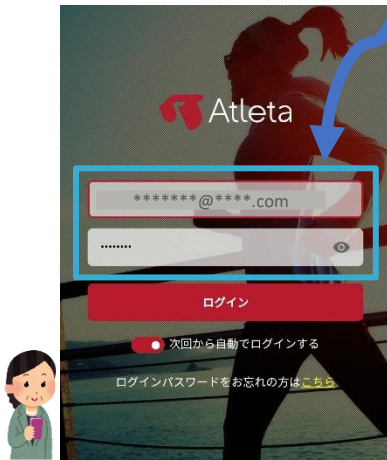 Atleta
*******@****.com
••••••••
ログイン
次回から自動でログインする
ログインパスワードをお忘れの方はこちら